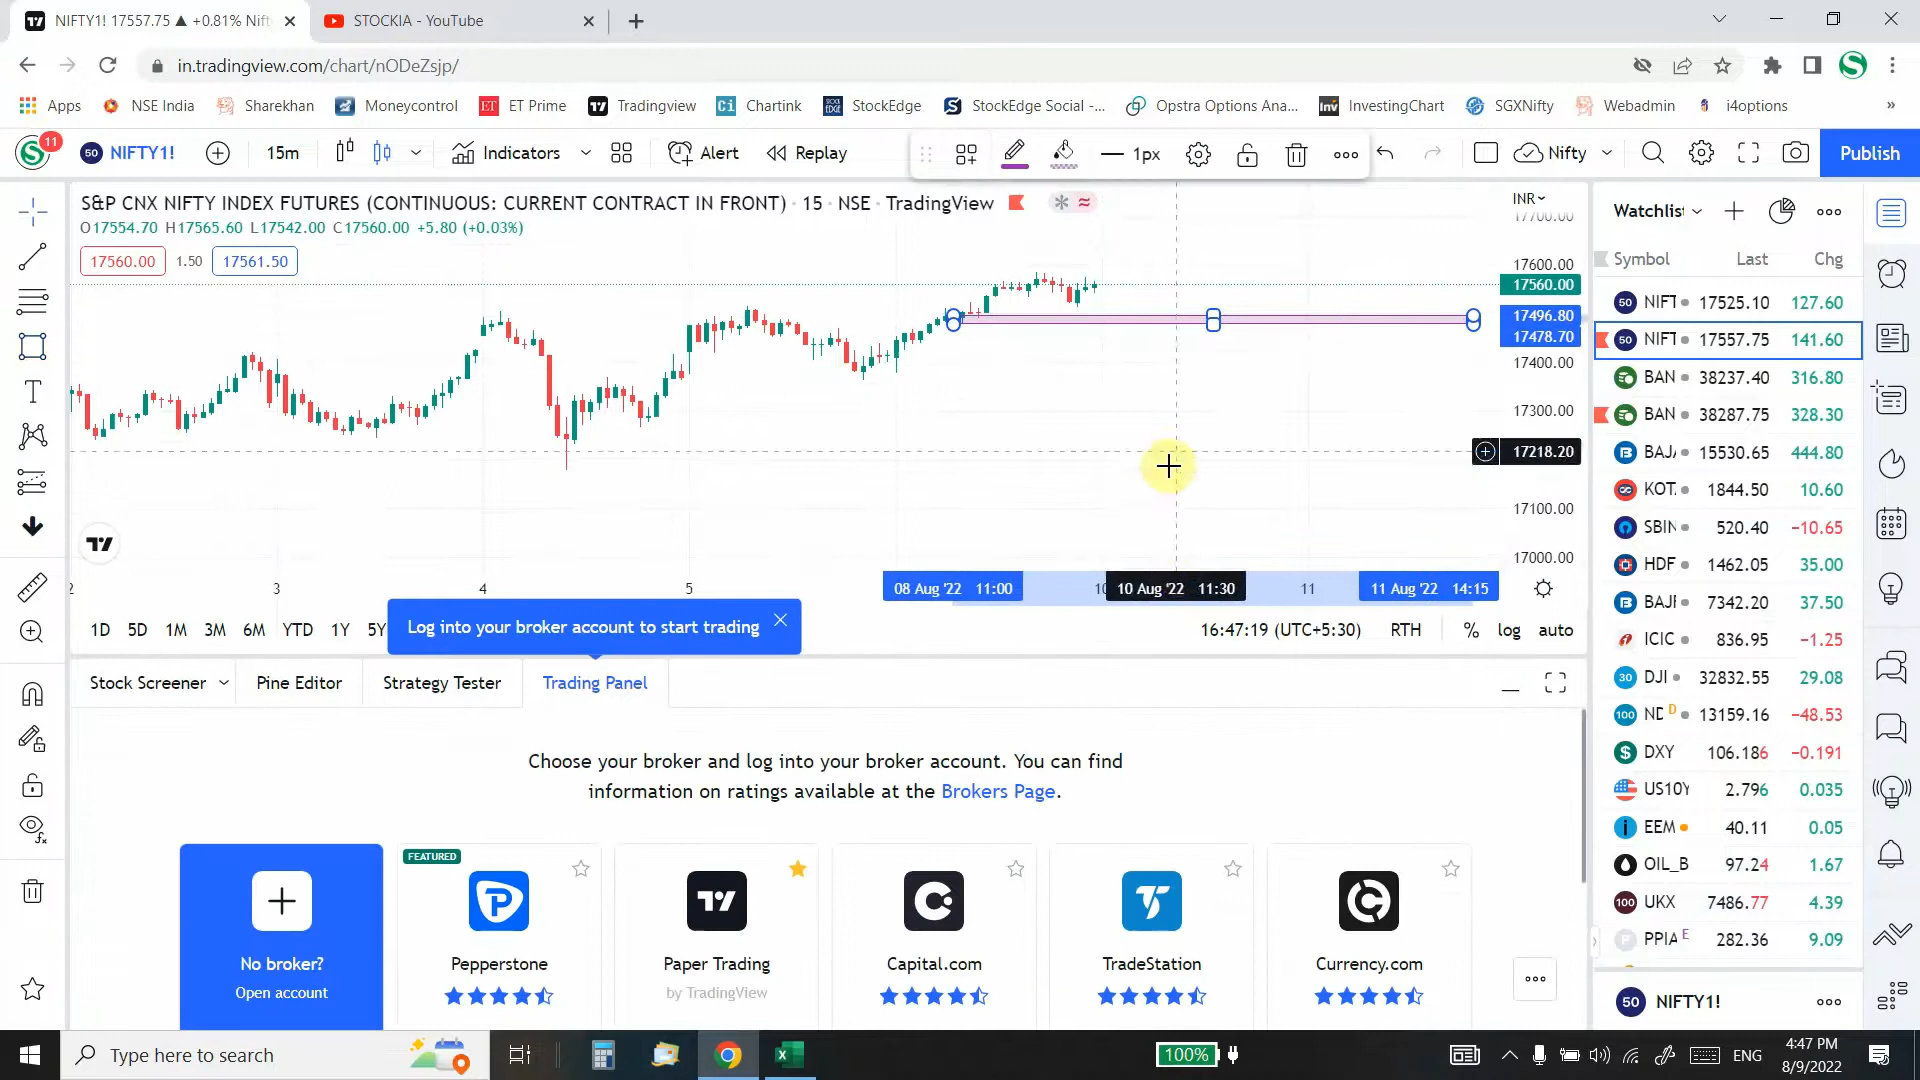 NIFTY1! 17557.75 ▲ +0.81% Nift
STOCKIA - YouTube
in.tradingview.com/chart/nODeZsjp/
Apps
NSE India
Sharekhan
Moneycontrol
ET Prime
Tradingview
Chartink
StockEdge
StockEdge Social -...
Opstra Options Ana...
InvestingChart
SGXNifty
Webadmin
i4options
11
NIFTY1!
15m
Indicators
Alert
Replay
1px
Nifty
Publish
S&P CNX NIFTY INDEX FUTURES (CONTINUOUS: CURRENT CONTRACT IN FRONT) · 15 · NSE · TradingView
O17554.70 H17565.60 L17542.00 C17560.00 +5.80 (+0.03%)
17560.00 1.50 17561.50
INR
17700.00
17600.00
17560.00
17496.80
17478.70
17400.00
17300.00
17218.20
17100.00
17000.00
2 3 4 5 08 Aug '22 11:00 10 10 Aug '22 11:30 11 11 Aug '22 14:15
1D 5D 1M 3M 6M YTD 1Y 5Y
Log into your broker account to start trading
16:47:19 (UTC+5:30) RTH % log auto
Stock Screener
Pine Editor
Strategy Tester
Trading Panel
Choose your broker and log into your broker account. You can find
information on ratings available at the Brokers Page.
No broker?
Open account
FEATURED
Pepperstone
Paper Trading
by TradingView
Capital.com
TradeStation
Currency.com
Watchlist
Symbol Last Chg
50 NIFT 17525.10 127.60
50 NIFT 17557.75 141.60
BAN 38237.40 316.80
BAN 38287.75 328.30
BAJA 15530.65 444.80
KOT 1844.50 10.60
SBIN 520.40 −10.65
HDF 1462.05 35.00
BAJF 7342.20 37.50
ICIC 836.95 −1.25
30 DJI 32832.55 29.08
100 ND D 13159.16 −48.53
DXY 106.186 −0.191
US10Y 2.796 0.035
EEM 40.11 0.05
OIL_B 97.24 1.67
100 UKX 7486.77 4.39
PPIA E 282.36 9.09
50 NIFTY1!
Type here to search
100%
ENG
4:47 PM
8/9/2022